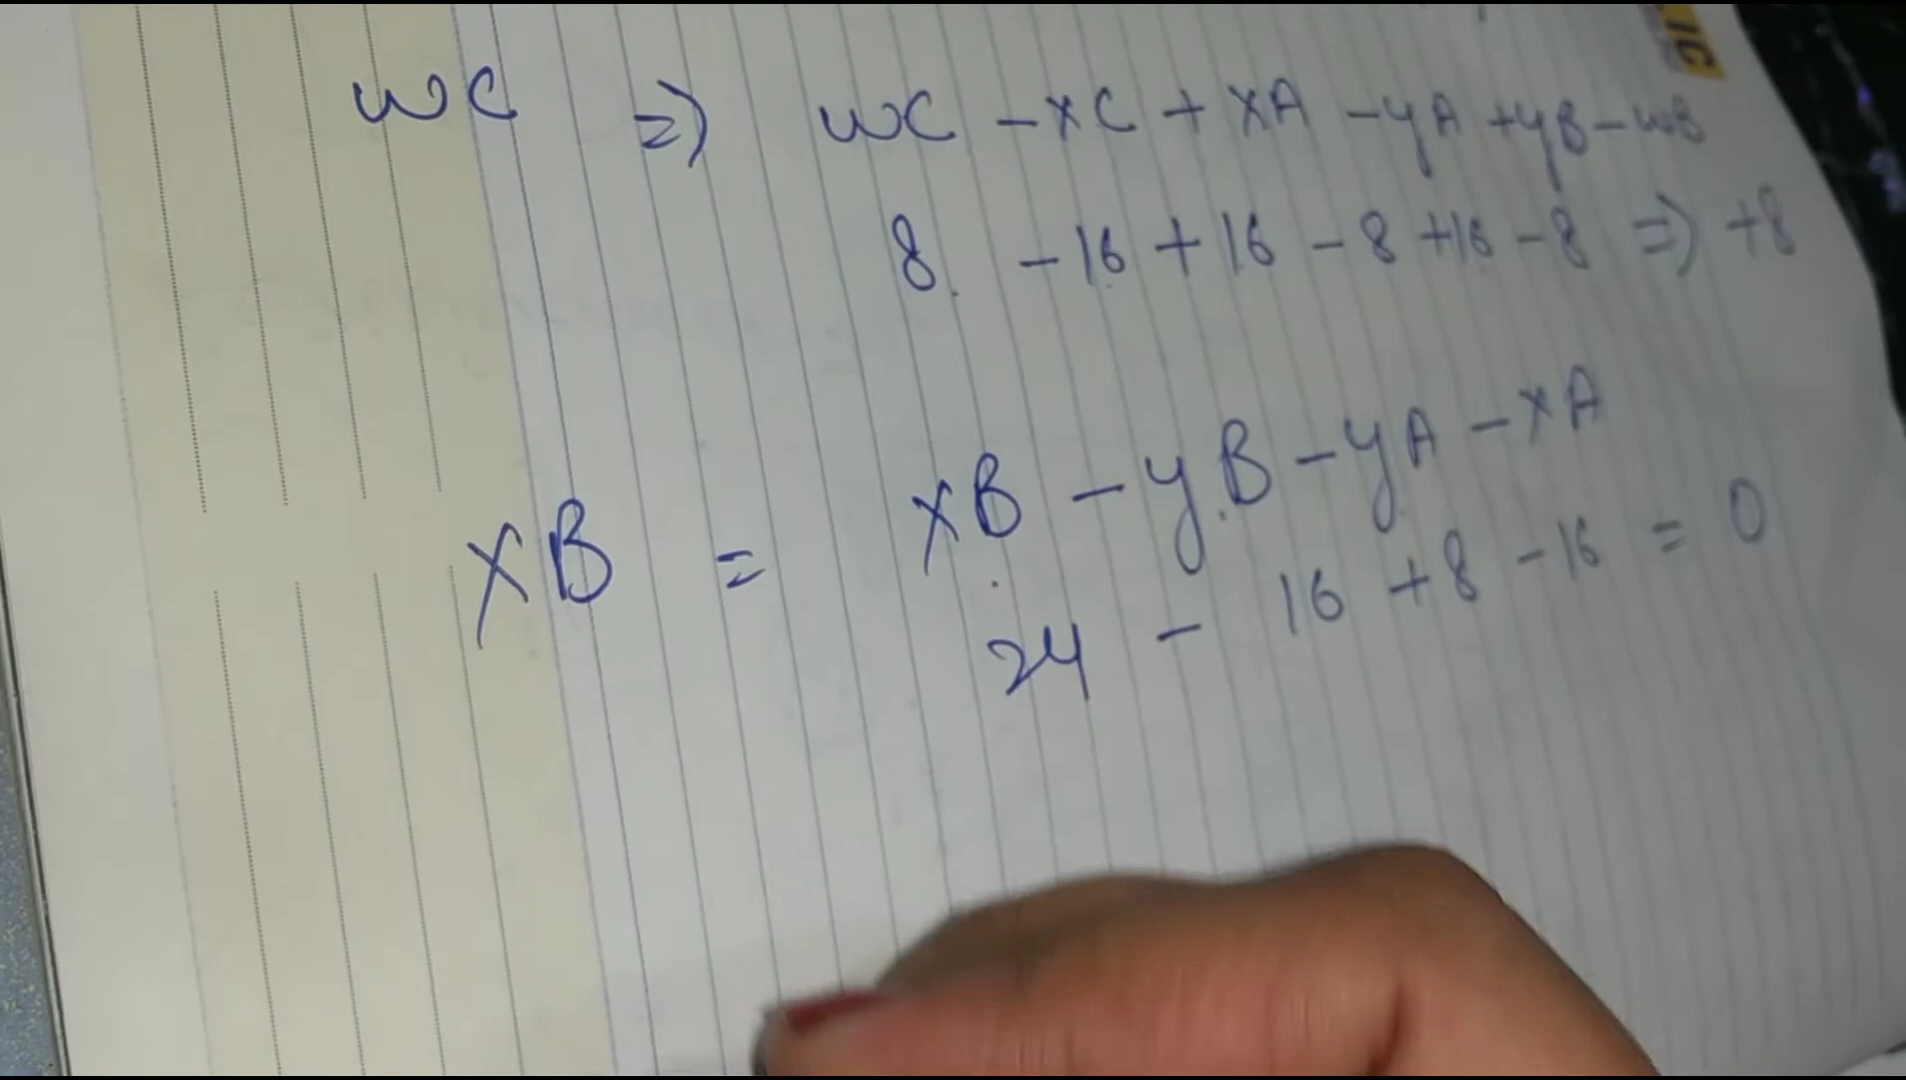 WC => WC - XC + XA - YA + YB - WB
8 - 16 + 16 - 8 + 16 - 8 => +8
XB = XB - YB - YA - XA
24 - 16 + 8 - 16 = 0